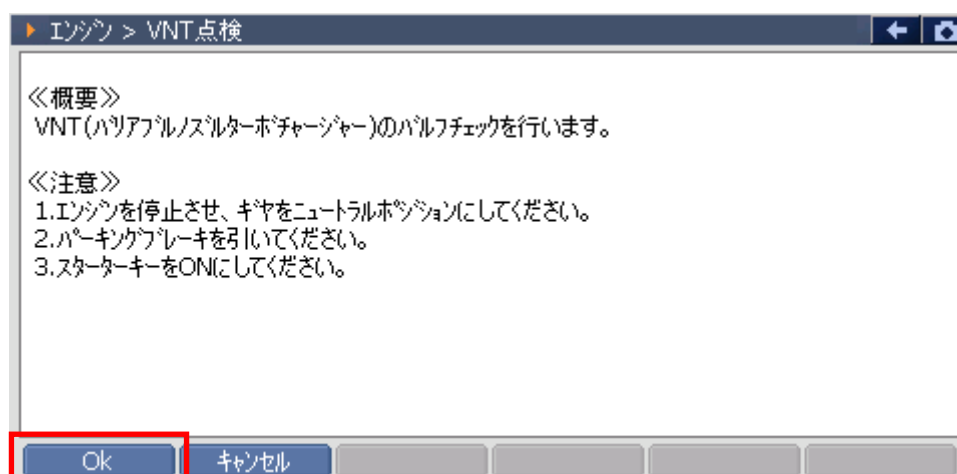 エンジン > VNT点検
≪概要≫
VNT(バリアブルノズルターボチャージャー)のバルブチェックを行います。
≪注意≫
1.エンジンを停止させ、ギヤをニュートラルポジションにしてください。
2.パーキングブレーキを引いてください。
3.スターターキーをONにしてください。
Ok キャンセル